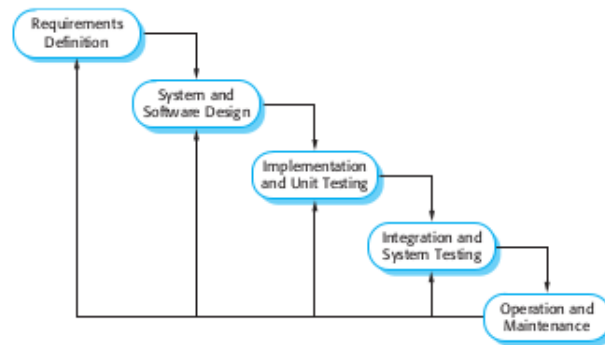 Requirements
Definition
System and
Software Design
Implementation
and Unit Testing
Integration and
System Testing
Operation and
Maintenance